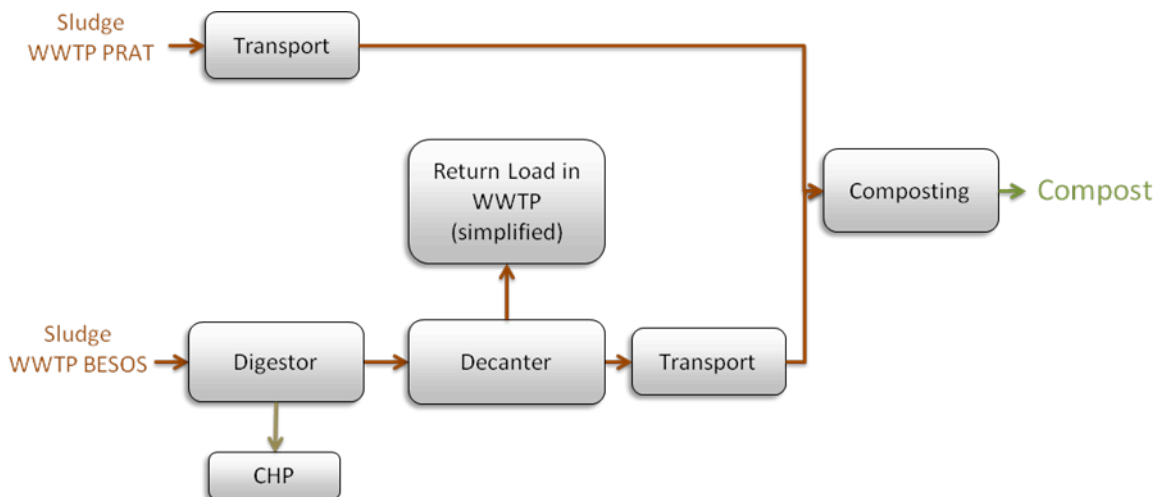 Sludge
WWTP PRAT
Transport
Return Load in
WWTP
(simplified)
Composting
Compost
Sludge
WWTP BESOS
Digestor
Decanter
Transport
CHP